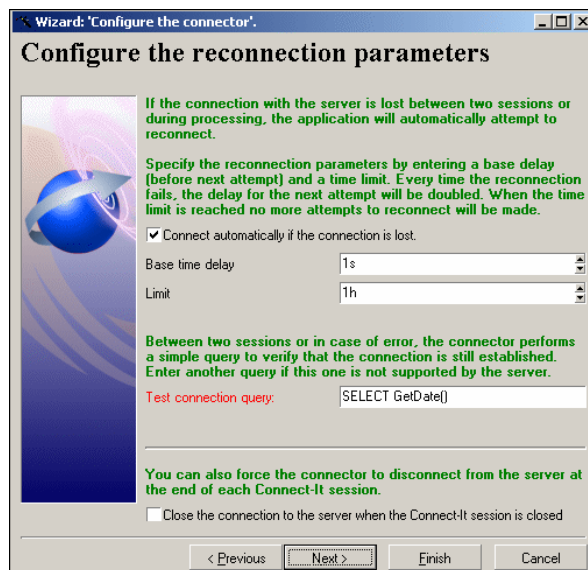 Wizard: 'Configure the connector'.
Configure the reconnection parameters
If the connection with the server is lost between two sessions or
during processing, the application will automatically attempt to
reconnect.
Specify the reconnection parameters by entering a base delay
(before next attempt) and a time limit. Every time the reconnection
fails, the delay for the next attempt will be doubled. When the time
limit is reached no more attempts to reconnect will be made.
Connect automatically if the connection is lost.
Base time delay 1s
Limit 1h
Between two sessions or in case of error, the connector performs
a simple query to verify that the connection is still established.
Enter another query if this one is not supported by the server.
Test connection query: SELECT GetDate()
You can also force the connector to disconnect from the server at
the end of each Connect-It session.
Close the connection to the server when the Connect-It session is closed
< Previous Next > Finish Cancel